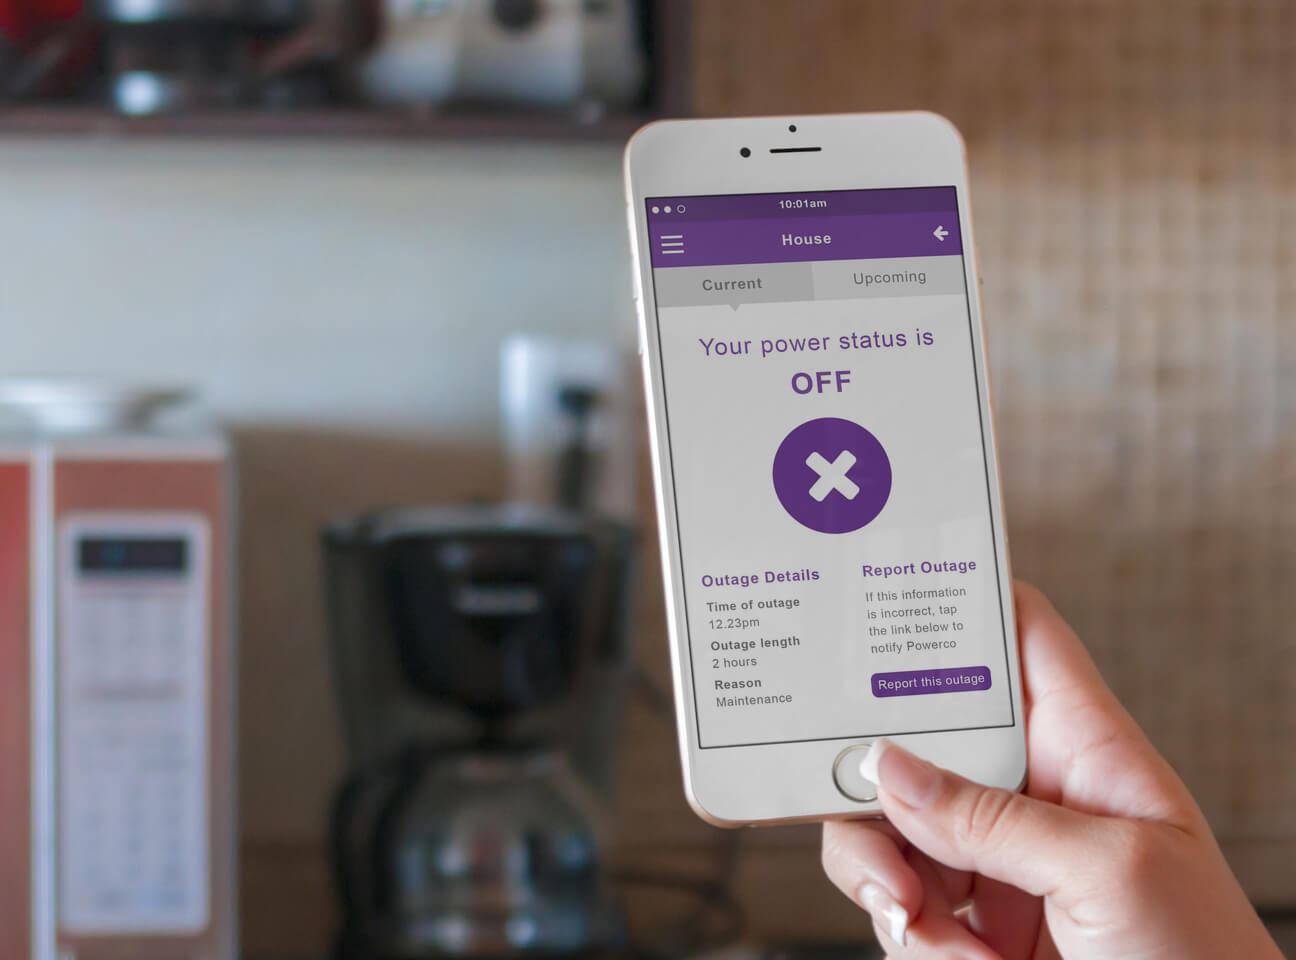 10:01am
House
Current
Upcoming
Your power status is
OFF
Outage Details
Time of outage
12.23pm
Outage length
2 hours
Reason
Maintenance
Report Outage
If this information
is incorrect, tap
the link below to
notify Powerco
Report this outage